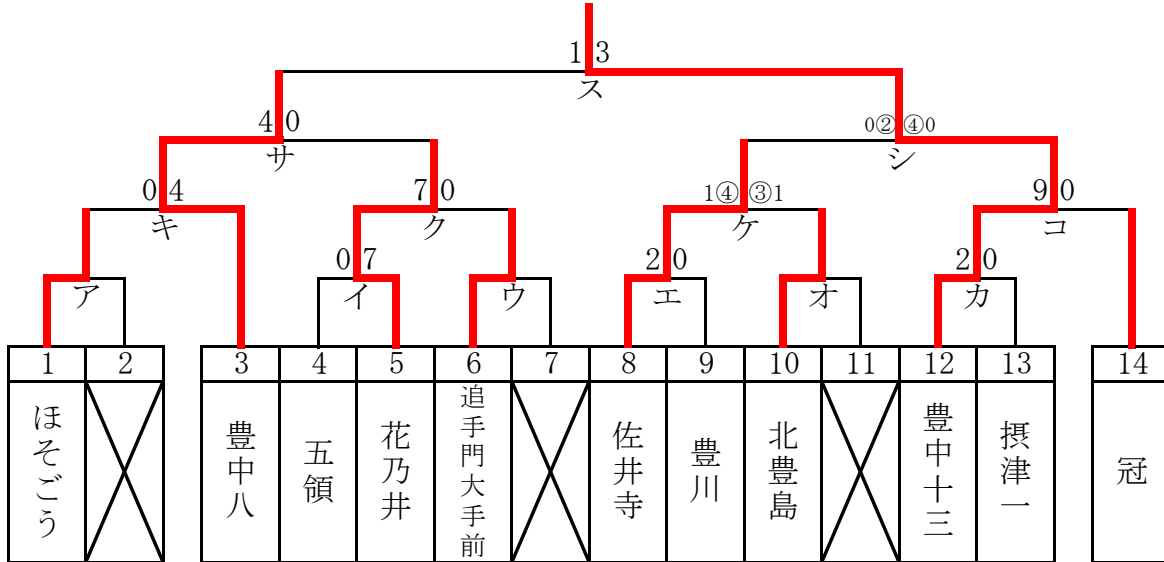 1 3
ス
4 0
0② ④0
サ
シ
0 4
7 0
1④ ③1
9 0
キ
ク
ケ
コ
0 7
2 0
2 0
ア
イ
ウ
エ
オ
カ
1 2 3 4 5 6 7 8 9 10 11 12 13 14
ほそごう
豊中八
五領
花乃井
追手門大手前
佐井寺
豊川
北豊島
豊中十三
摂津一
冠